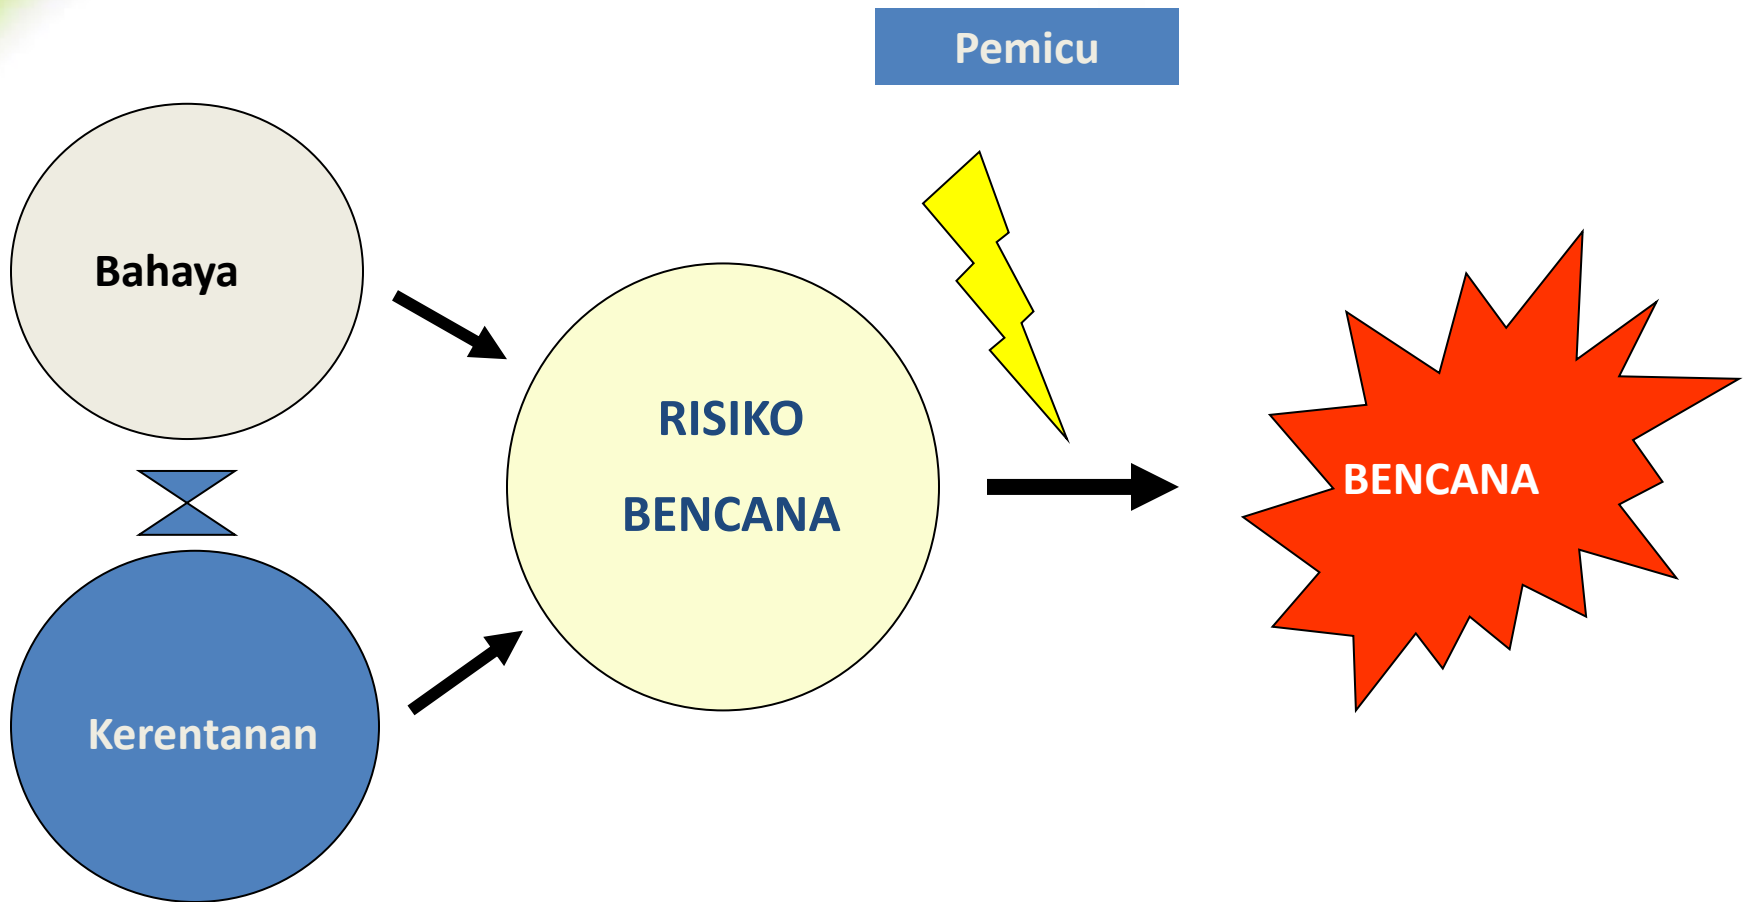 Pemicu
Bahaya
RISIKO
BENCANA
BENCANA
Kerentanan